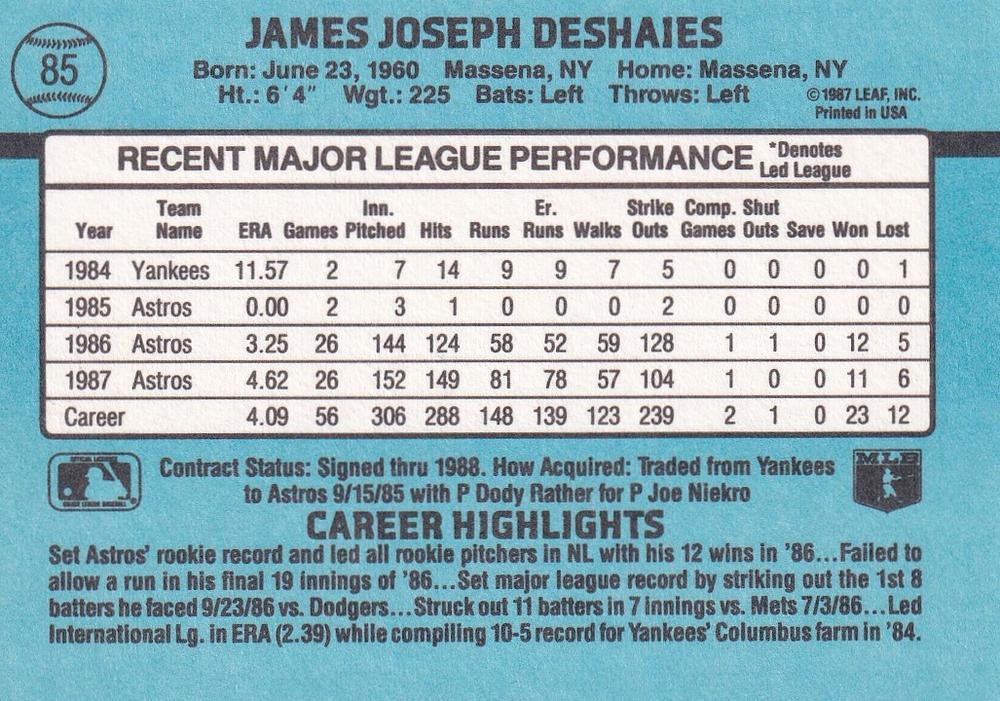 85
JAMES JOSEPH DESHAIES
Born: June 23, 1960 Massena, NY Home: Massena, NY
Ht.: 6'4" Wgt.: 225 Bats: Left Throws: Left
©1987 LEAF, INC.
Printed in USA
RECENT MAJOR LEAGUE PERFORMANCE *Denotes Led League
Year Team Name ERA Games Inn. Pitched Hits Runs Er. Runs Walks Strike Outs Comp. Games Shut Outs Save Won Lost
1984 Yankees 11.57 2 7 14 9 9 7 5 0 0 0 0 1
1985 Astros 0.00 2 3 1 0 0 0 2 0 0 0 0 0
1986 Astros 3.25 26 144 124 58 52 59 128 1 1 0 12 5
1987 Astros 4.62 26 152 149 81 78 57 104 1 0 0 11 6
Career 4.09 56 306 288 148 139 123 239 2 1 0 23 12
Contract Status: Signed thru 1988. How Acquired: Traded from Yankees
to Astros 9/15/85 with P Dody Rather for P Joe Niekro
MLB
CAREER HIGHLIGHTS
Set Astros' rookie record and led all rookie pitchers in NL with his 12 wins in '86...Failed to
allow a run in his final 19 innings of '86...Set major league record by striking out the 1st 8
batters he faced 9/23/86 vs. Dodgers...Struck out 11 batters in 7 innings vs. Mets 7/3/86...Led
International Lg. in ERA (2.39) while compiling 10-5 record for Yankees' Columbus farm in '84.